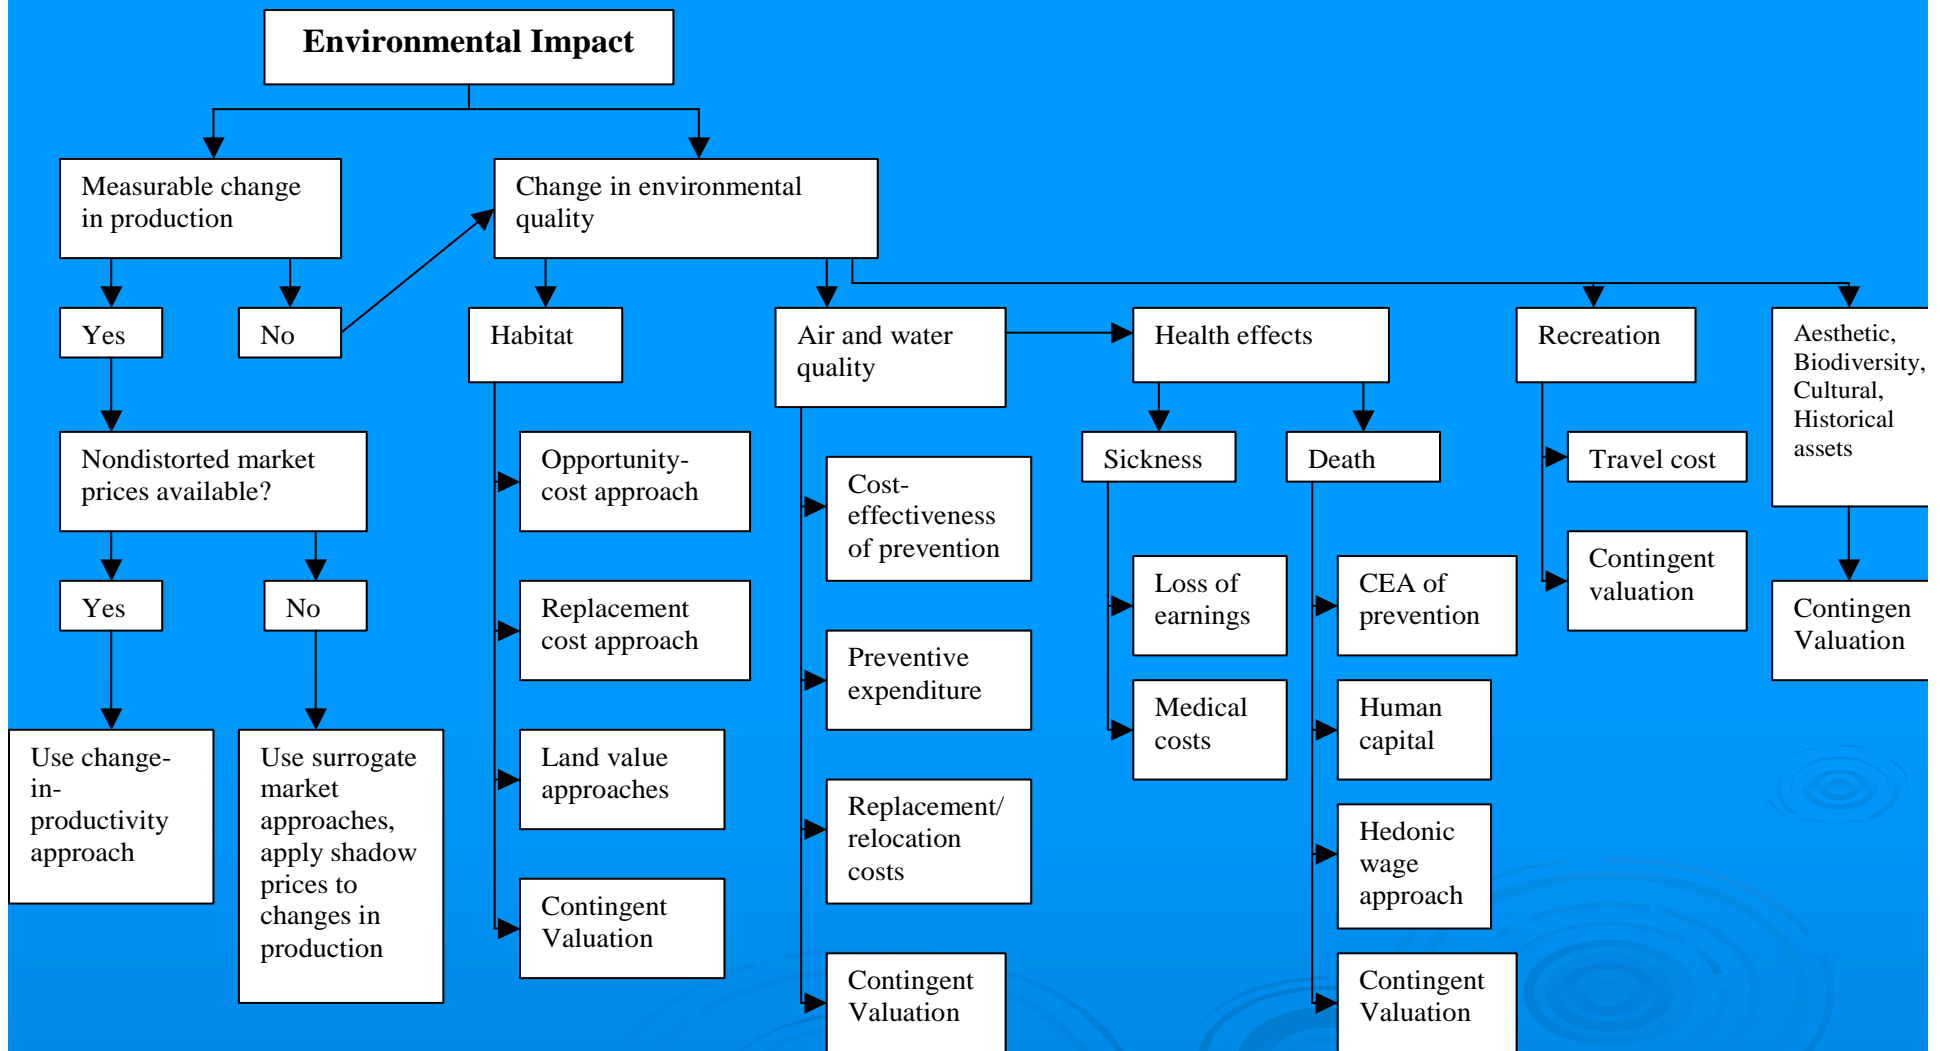 Environmental Impact
Measurable change
in production
Change in environmental
quality
Yes
No
Habitat
Air and water
quality
Health effects
Recreation
Aesthetic,
Biodiversity,
Cultural,
Historical
assets
Nondistorted market
prices available?
Opportunity-
cost approach
Cost-
effectiveness
of prevention
Sickness
Death
Travel cost
Yes
No
Replacement
cost approach
Preventive
expenditure
Loss of
earnings
CEA of
prevention
Contingent
valuation
Contingen
Valuation
Use change-
in-
productivity
approach
Use surrogate
market
approaches,
apply shadow
prices to
changes in
production
Land value
approaches
Replacement/
relocation
costs
Medical
costs
Human
capital
Hedonic
wage
approach
Contingent
Valuation
Contingent
Valuation
Contingent
Valuation